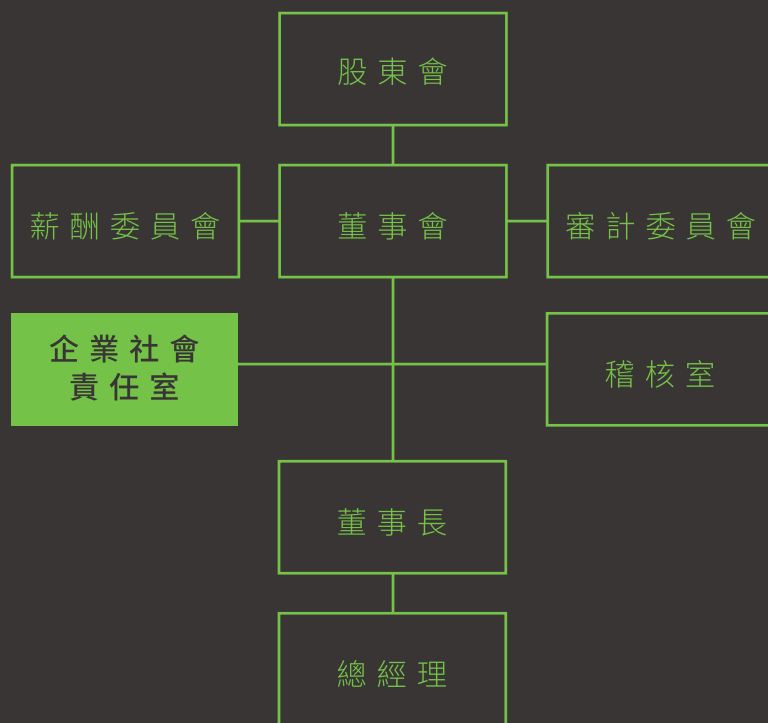 股東會
薪酬委員會
董事會
審計委員會
企業社會
責任室
稽核室
董事長
總經理